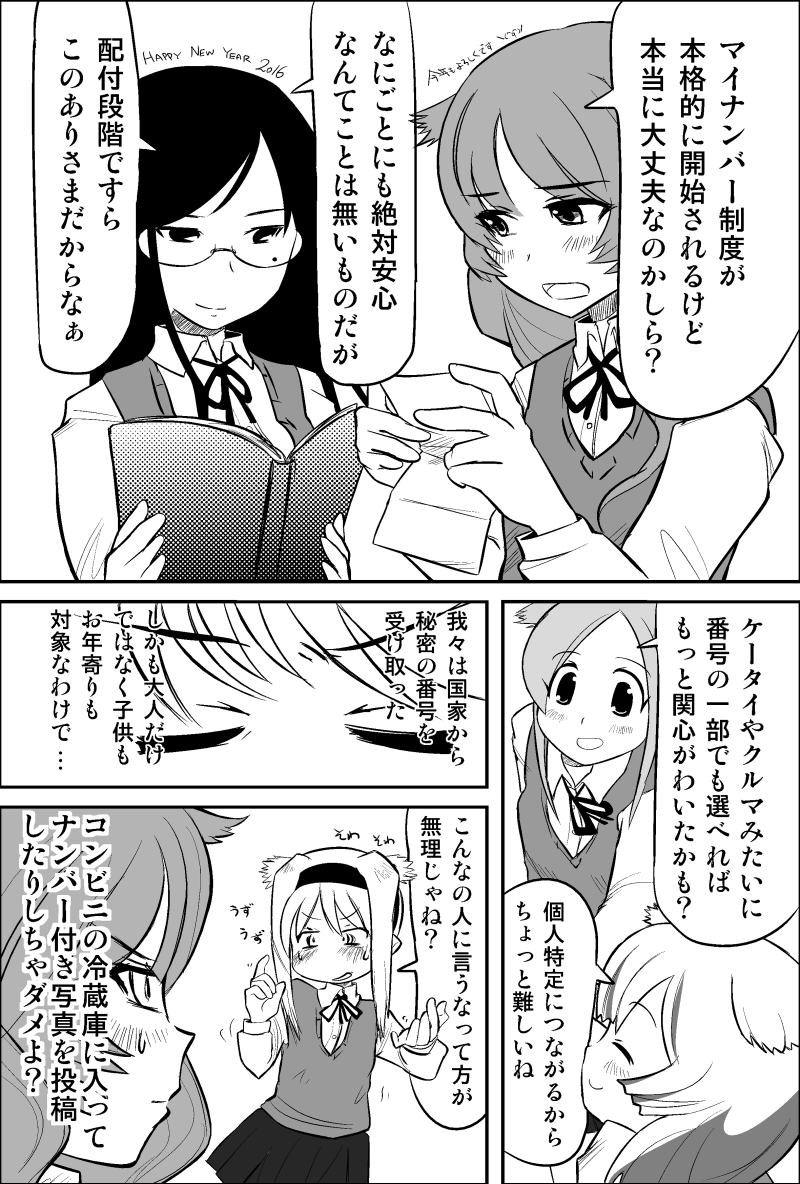 今年もよろしくです
マイナンバー制度が
本格的に開始されるけど
本当に大丈夫なのかしら?
なにごとにも絶対安心
なんてことは無いものだが
HAPPY NEW YEAR 2016
配付段階ですら
このありさまだからなぁ
ケータイやクルマみたいに
番号の一部でも選べれば
もっと関心がわいたかも?
個人特定につながるから
ちょっと難しいね
我々は国家から
秘密の番号を
受け取った
しかも大人だけ
ではなく子供も
お年寄りも
対象なわけで…
こんなの人に言うなって方が
無理じゃね?
そわ
そわ
うず
うず
コンビニの冷蔵庫に入って
ナンバー付き写真を投稿
したりしちゃダメよ?